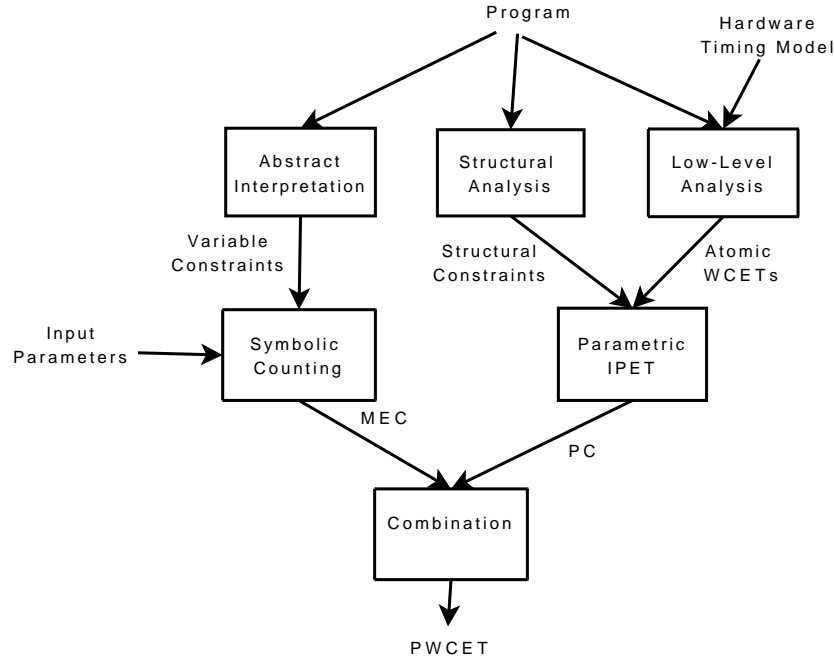 Program
Hardware
Timing Model
Abstract
Interpretation
Structural
Analysis
Low-Level
Analysis
Variable
Constraints
Structural
Constraints
Atomic
WCETs
Input
Parameters
Symbolic
Counting
Parametric
IPET
MEC
PC
Combination
PWCET